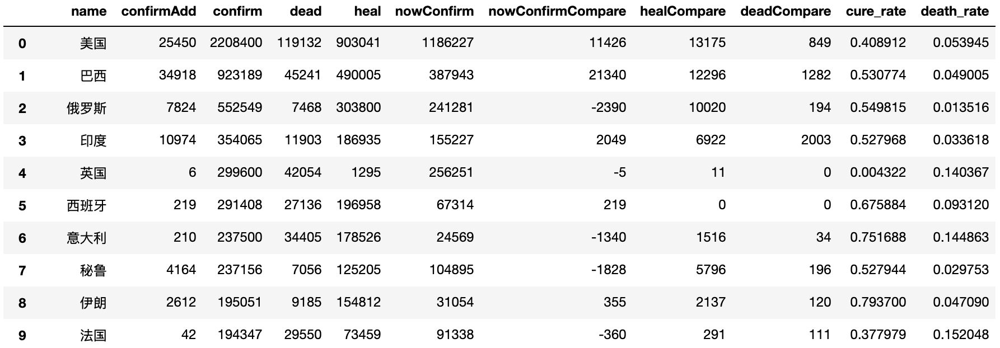 name confirmAdd confirm dead heal nowConfirm nowConfirmCompare healCompare deadCompare cure_rate death_rate
0 美国 25450 2208400 119132 903041 1186227 11426 13175 849 0.408912 0.053945
1 巴西 34918 923189 45241 490005 387943 21340 12296 1282 0.530774 0.049005
2 俄罗斯 7824 552549 7468 303800 241281 -2390 10020 194 0.549815 0.013516
3 印度 10974 354065 11903 186935 155227 2049 6922 2003 0.527968 0.033618
4 英国 6 299600 42054 1295 256251 -5 11 0 0.004322 0.140367
5 西班牙 219 291408 27136 196958 67314 219 0 0 0.675884 0.093120
6 意大利 210 237500 34405 178526 24569 -1340 1516 34 0.751688 0.144863
7 秘鲁 4164 237156 7056 125205 104895 -1828 5796 196 0.527944 0.029753
8 伊朗 2612 195051 9185 154812 31054 355 2137 120 0.793700 0.047090
9 法国 42 194347 29550 73459 91338 -360 291 111 0.377979 0.152048